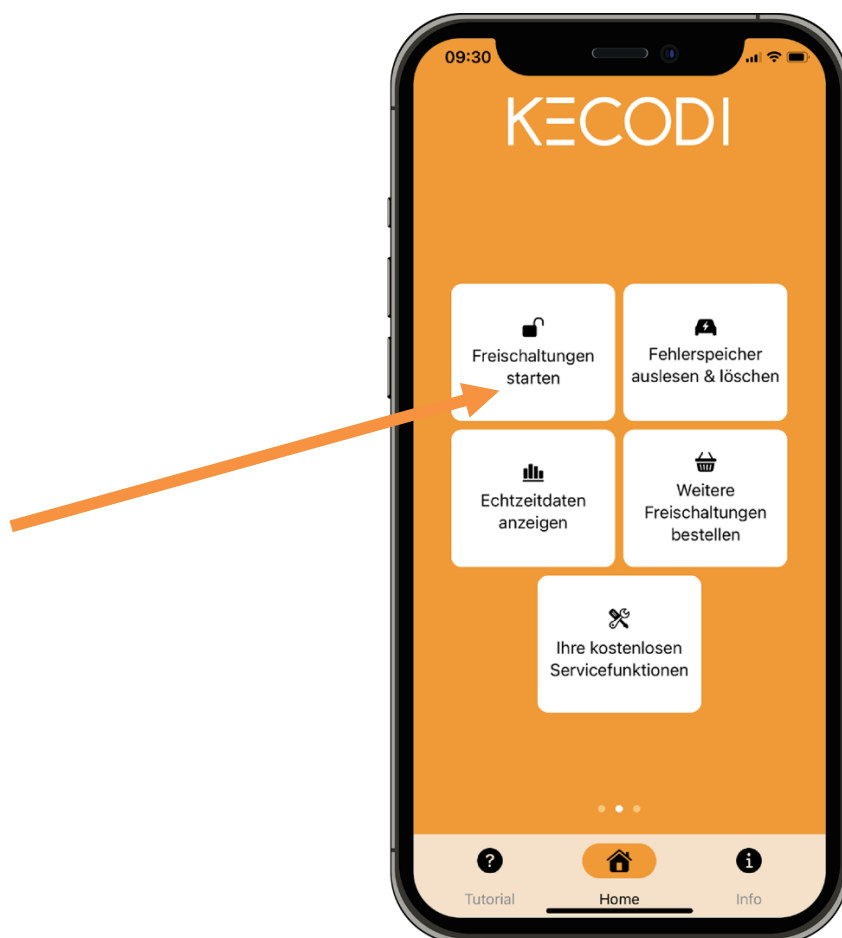 09:30
KECODI
Freischaltungen
starten
Fehlerspeicher
auslesen & löschen
Echtzeitdaten
anzeigen
Weitere
Freischaltungen
bestellen
Ihre kostenlosen
Servicefunktionen
Tutorial
Home
Info